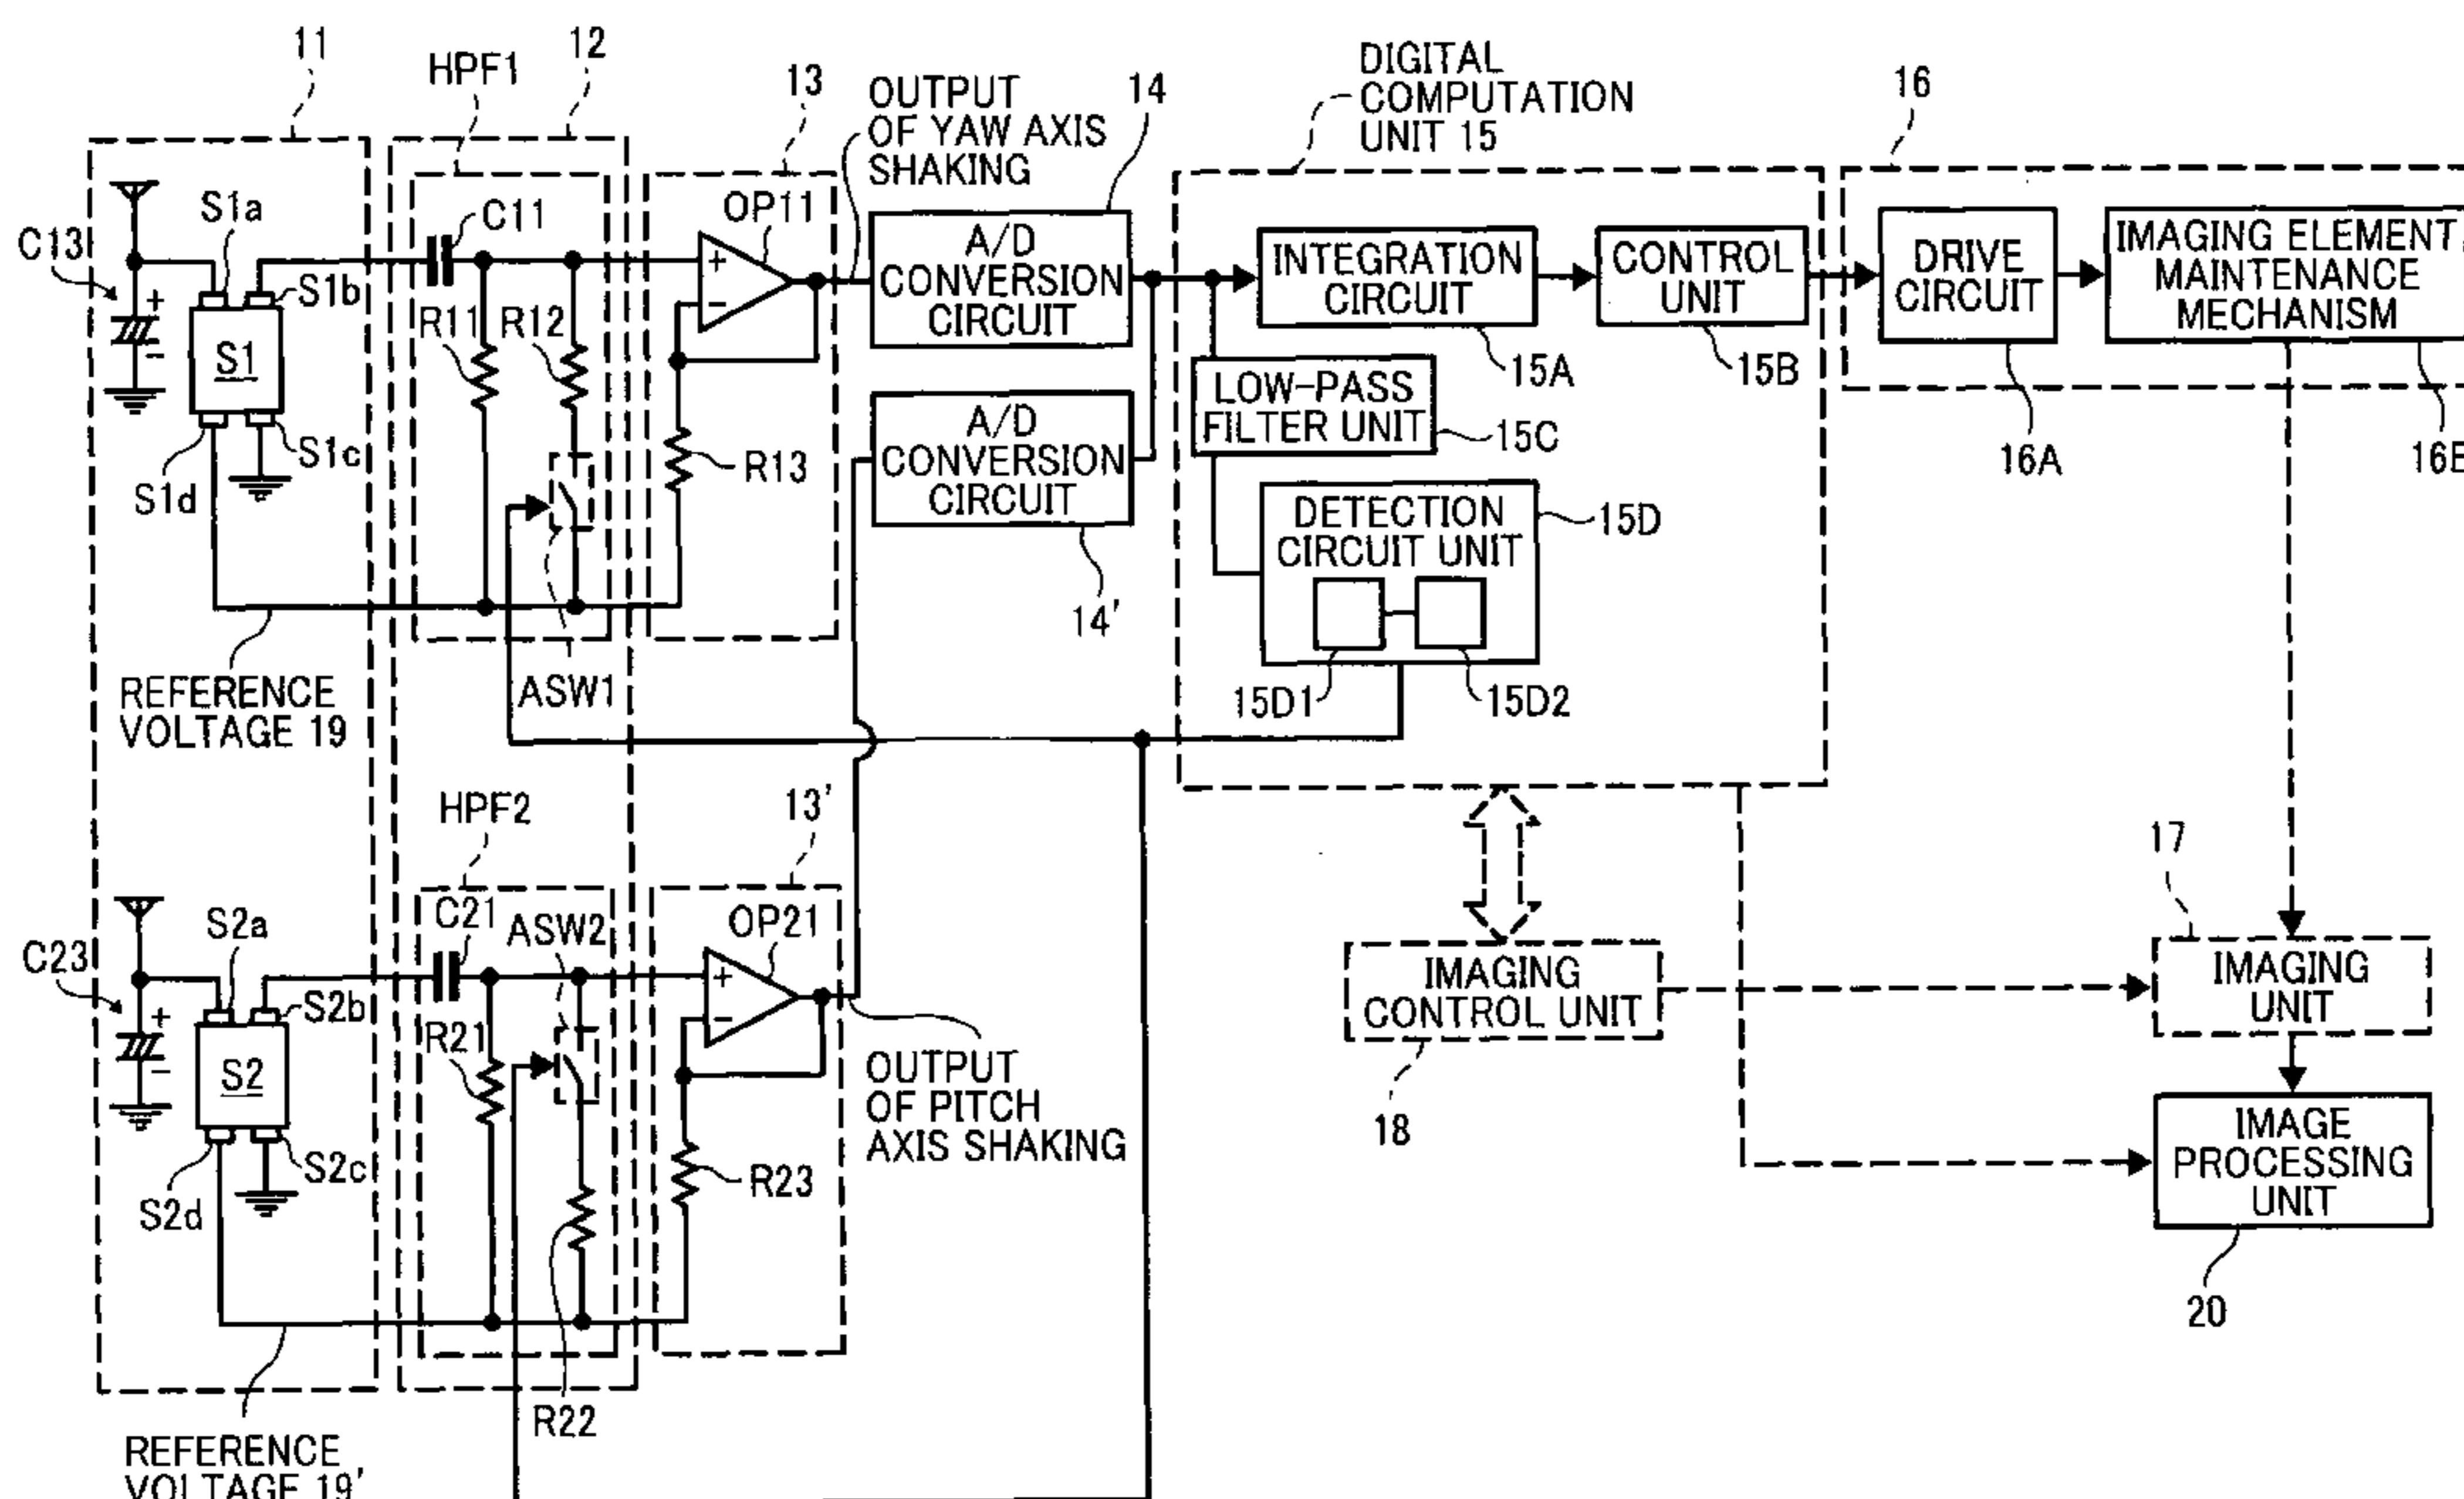 11
HPF1
12
13
OUTPUT
OF YAW AXIS
SHAKING
14
DIGITAL
COMPUTATION
UNIT 15
16
C13
S1a
S1b
C11
OP11
+
-
+
-
R11
R12
S1
S1d
S1c
R13
A/D
CONVERSION
CIRCUIT
A/D
CONVERSION
CIRCUIT
14'
INTEGRATION
CIRCUIT
15A
CONTROL
UNIT
15B
DRIVE
CIRCUIT
16A
IMAGING ELEMENT
MAINTENANCE
MECHANISM
LOW-PASS
FILTER UNIT
15C
DETECTION
CIRCUIT UNIT
15D
15D1
15D2
REFERENCE
VOLTAGE 19
ASW1
HPF2
13'
C23
S2a
S2b
C21
ASW2
OP21
+
-
+
-
R21
S2
S2d
S2c
R23
R22
OUTPUT
OF PITCH
AXIS SHAKING
REFERENCE
VOLTAGE 19'
IMAGING
CONTROL UNIT
18
17
IMAGING
UNIT
IMAGE
PROCESSING
UNIT
20